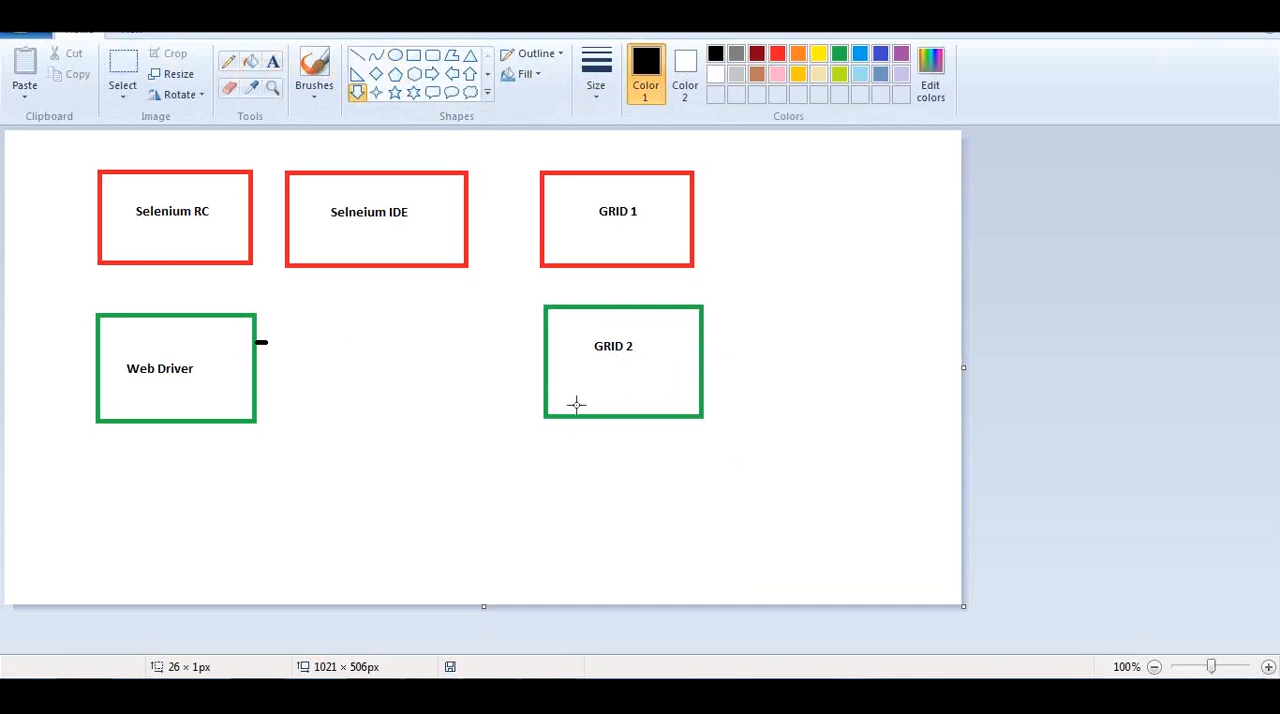 Paste
Cut
Copy
Clipboard
Select
Crop
Resize
Rotate
Image
A
Tools
Brushes
Outline
Fill
Shapes
Size
Color
1
Color
2
Edit
colors
Colors
Selenium RC
Selneium IDE
GRID 1
Web Driver
GRID 2
26 × 1px
1021 × 506px
100%